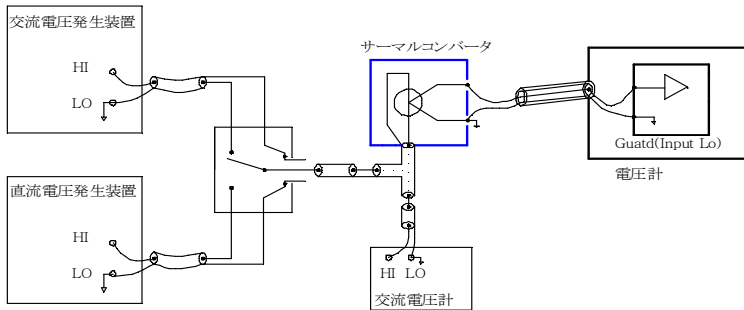 交流電圧発生装置
HI
LO
サーマルコンバータ
Guatd(Input Lo)
電圧計
直流電圧発生装置
HI
LO
HI LO
交流電圧計